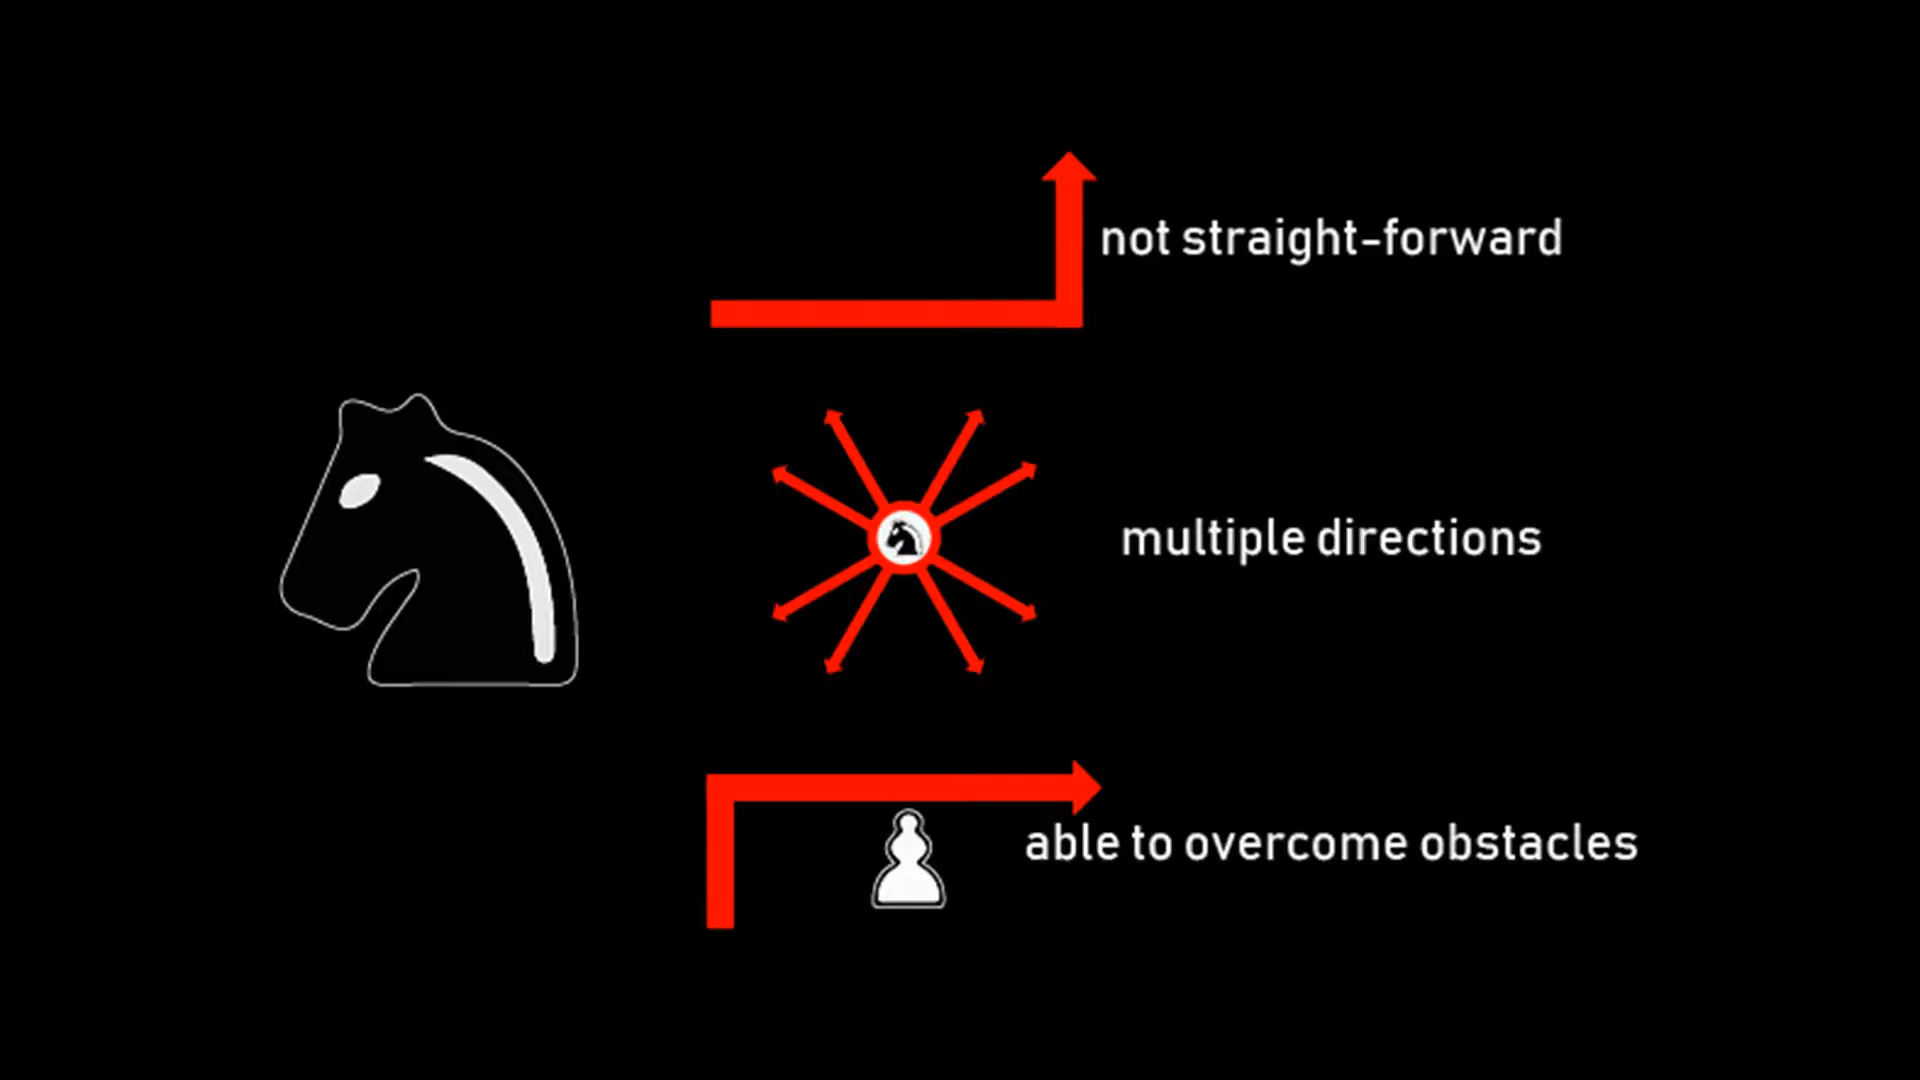 not straight-forward
multiple directions
able to overcome obstacles